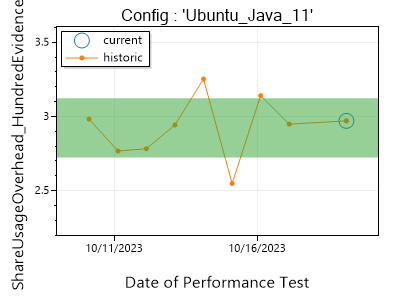 Config : 'Ubuntu_Java_11'
ShareUsageOverhead_HundredEvidence
current
historic
3.5
3
2.5
10/11/2023
10/16/2023
Date of Performance Test